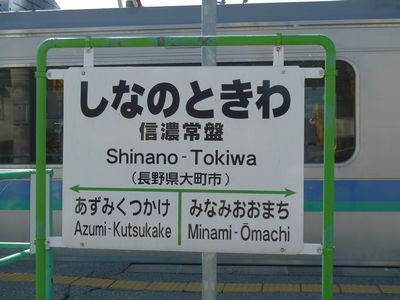 しなのときわ
信濃常盤
Shinano-Tokiwa
(長野県大町市)
あずみくつかけ みなみおおまち
Azumi-Kutsukake Minami-Ōmachi